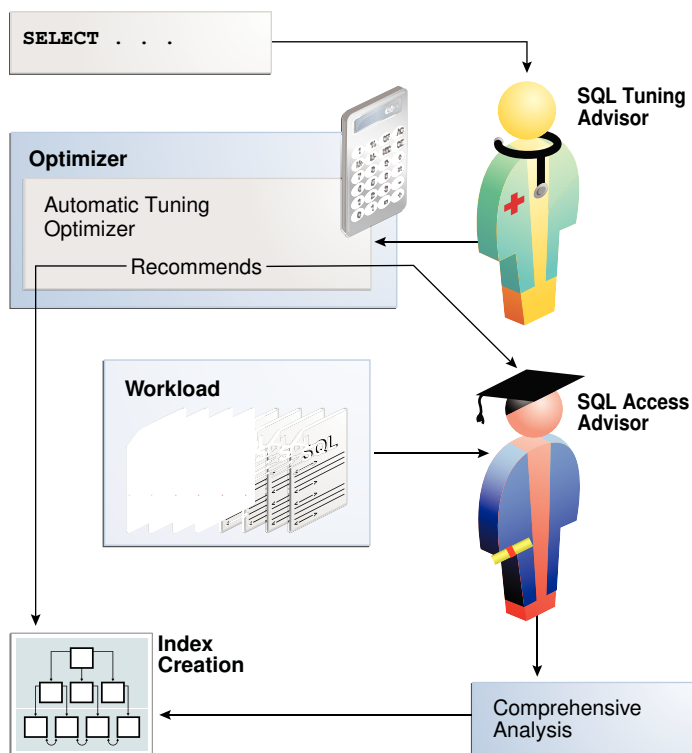 SELECT . . .
SQL Tuning
Advisor
Optimizer
Automatic Tuning
Optimizer
Recommends
Workload
SQL
SQL Access
Advisor
Index
Creation
Comprehensive
Analysis